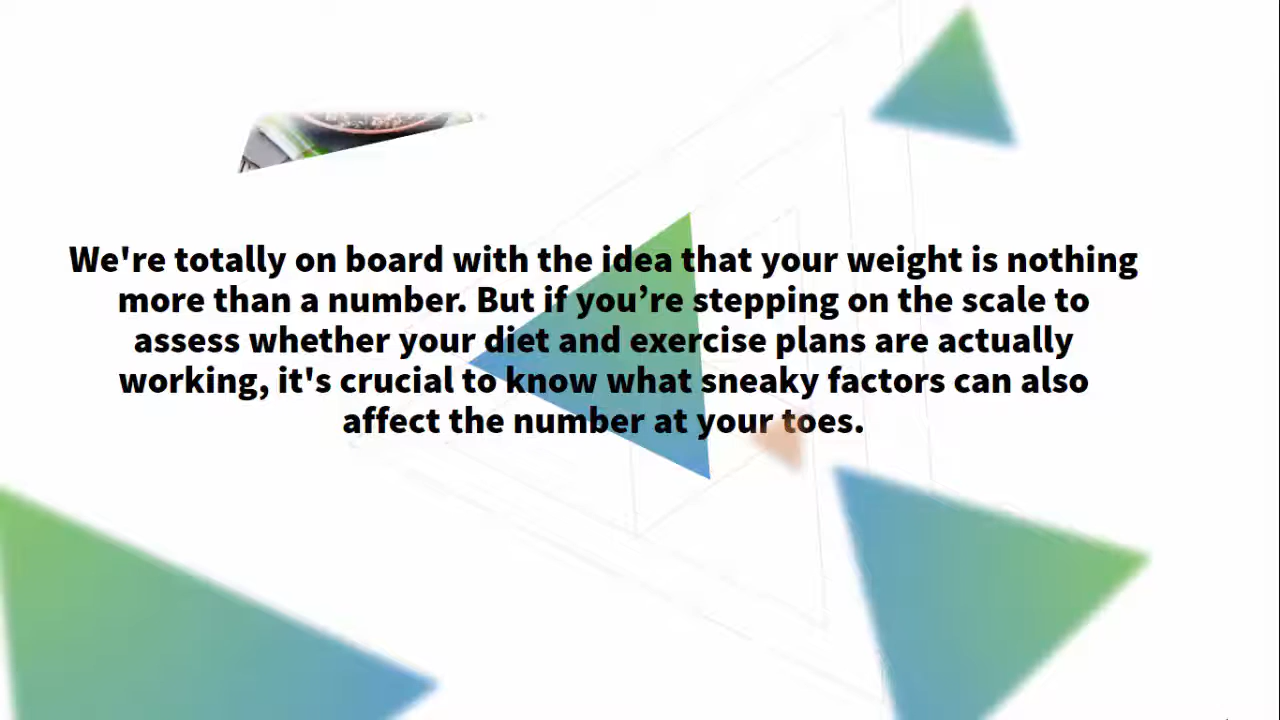 We're totally on board with the idea that your weight is nothing
more than a number. But if you’re stepping on the scale to
assess whether your diet and exercise plans are actually
working, it's crucial to know what sneaky factors can also
affect the number at your toes.